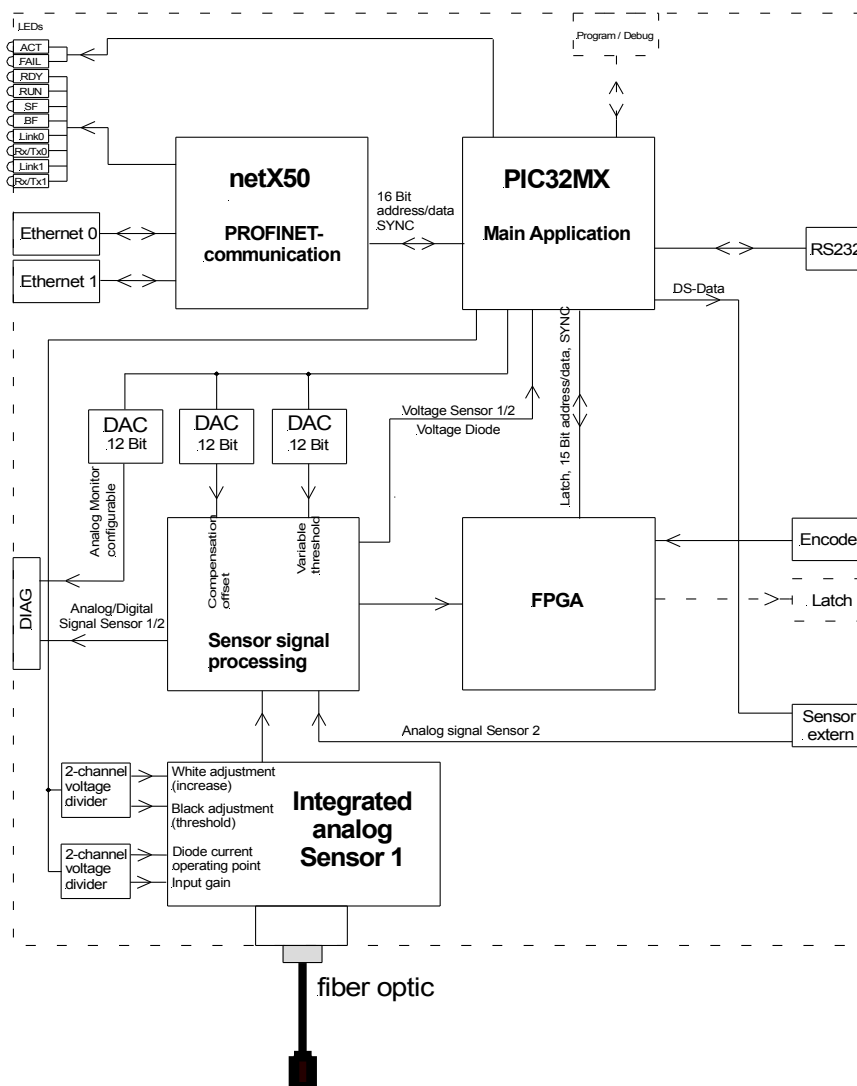 LEDs
ACT
FAIL
RDY
RUN
SF
BF
Link0
Rx/Tx0
Link1
Rx/Tx1
Program / Debug
netX50
PROFINET-
communication
16 Bit
address/data
SYNC
PIC32MX
Main Application
Ethernet 0
Ethernet 1
RS232
DS-Data
DAC
12 Bit
DAC
12 Bit
DAC
12 Bit
Voltage Sensor 1/2
Voltage Diode
Latch, 15 Bit address/data, SYNC
Analog Monitor
configurable
Compensation
offset
Variable
threshold
DIAG
Analog/Digital
Signal Sensor 1/2
Sensor signal
processing
FPGA
Encoder
Latch
Analog signal Sensor 2
Sensor
extern
2-channel
voltage
divider
White adjustment
(increase)
Black adjustment
(threshold)
2-channel
voltage
divider
Diode current
operating point
Input gain
Integrated
analog
Sensor 1
fiber optic